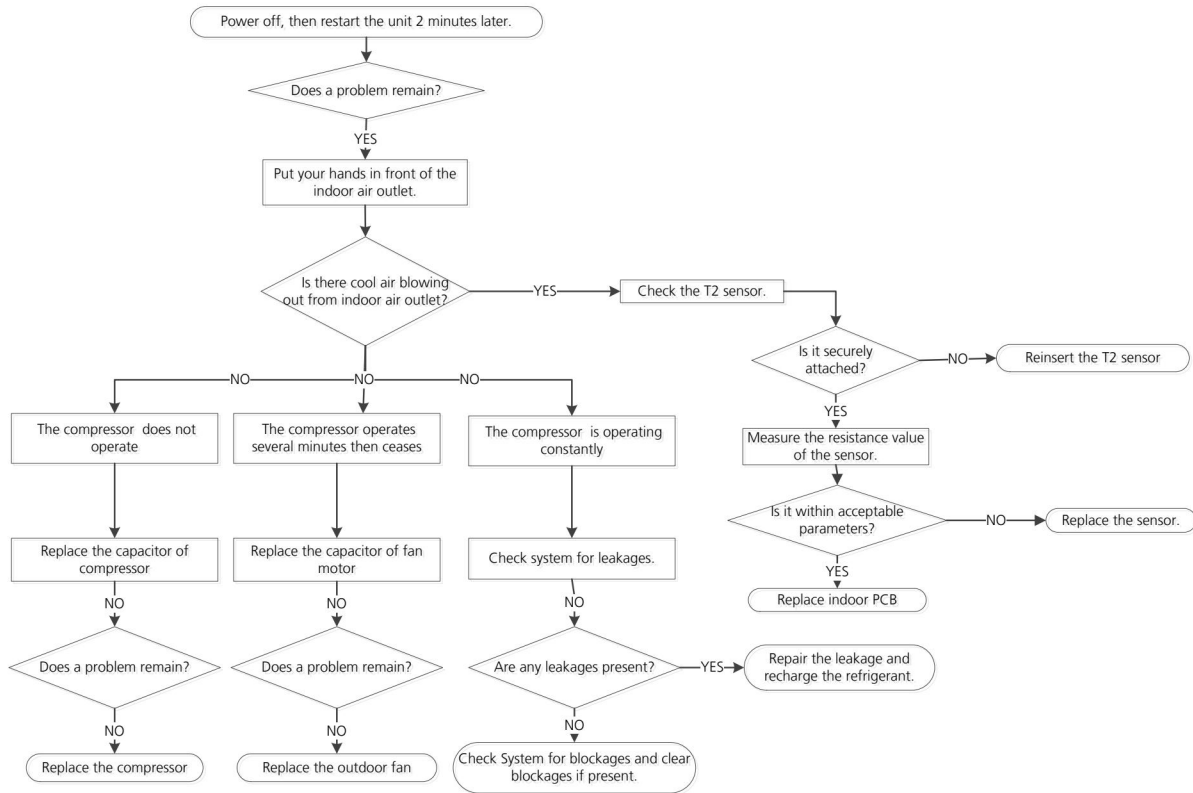 Power off, then restart the unit 2 minutes later.
Does a problem remain?
YES
Put your hands in front of the
indoor air outlet.
Is there cool air blowing
out from indoor air outlet?
YES
Check the T2 sensor.
Is it securely
attached?
NO
Reinsert the T2 sensor
YES
Measure the resistance value
of the sensor.
Is it within acceptable
parameters?
NO
Replace the sensor.
YES
Replace indoor PCB
NO
NO
NO
The compressor does not
operate
The compressor operates
several minutes then ceases
The compressor is operating
constantly
Replace the capacitor of
compressor
Replace the capacitor of fan
motor
Check system for leakages.
NO
NO
NO
Does a problem remain?
Does a problem remain?
Are any leakages present?
YES
Repair the leakage and
recharge the refrigerant.
NO
NO
NO
Replace the compressor
Replace the outdoor fan
Check System for blockages and clear
blockages if present.